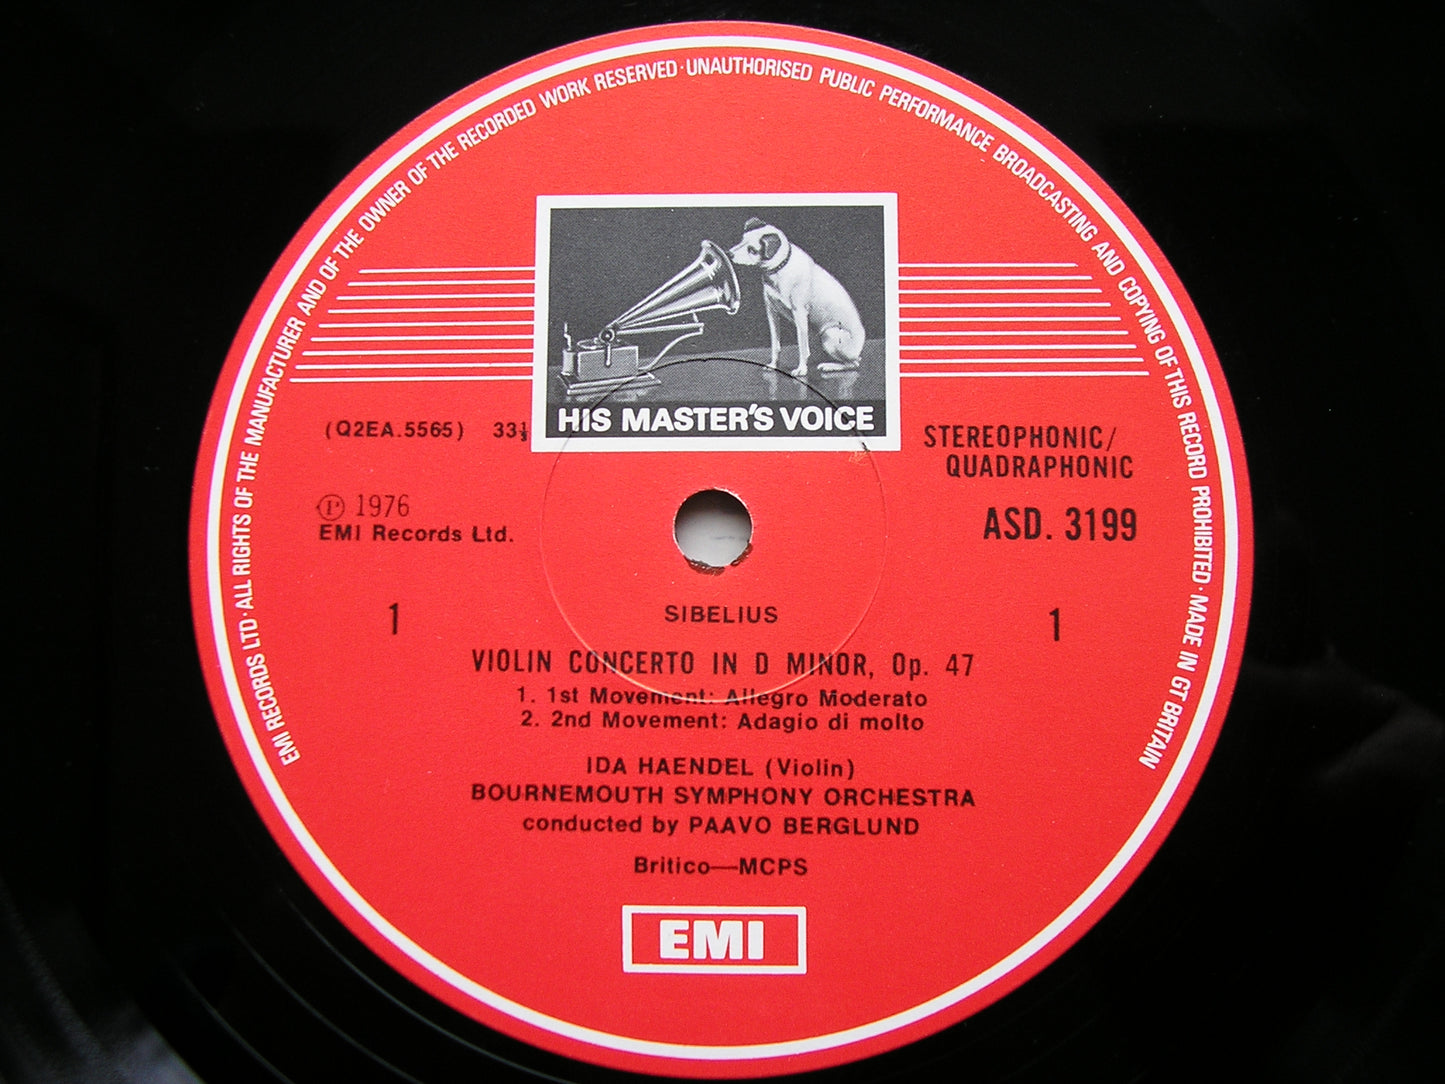 EMI RECORDS LTD · ALL RIGHTS OF THE MANUFACTURER AND OF THE OWNER OF THE RECORDED WORK RESERVED · UNAUTHORISED PUBLIC PERFORMANCE BROADCASTING AND COPYING OF THIS RECORD PROHIBITED · MADE IN GT BRITAIN
HIS MASTER'S VOICE
(Q2EA.5565) 33⅓
STEREOPHONIC/
QUADRAPHONIC
℗ 1976
EMI Records Ltd.
ASD. 3199
1
1
SIBELIUS
VIOLIN CONCERTO IN D MINOR, Op. 47
1. 1st Movement: Allegro Moderato
2. 2nd Movement: Adagio di molto
IDA HAENDEL (Violin)
BOURNEMOUTH SYMPHONY ORCHESTRA
conducted by PAAVO BERGLUND
Britico—MCPS
EMI